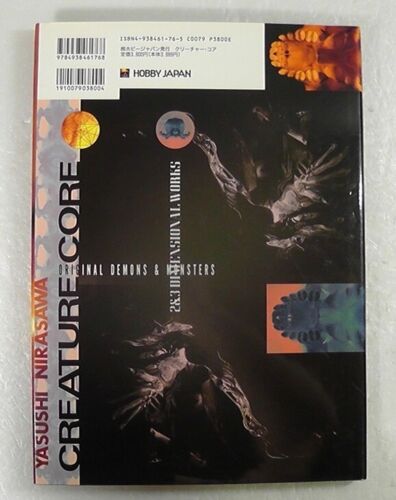 ISBN4-938461-76-5 C0079 P3800E
9784938461768
1910079038004
HOBBY JAPAN
YASUSHI NIRASAWA
CREATURE CORE
ORIGINAL DEMONS & MONSTERS
2&3 DIMENSIONAL WORKS